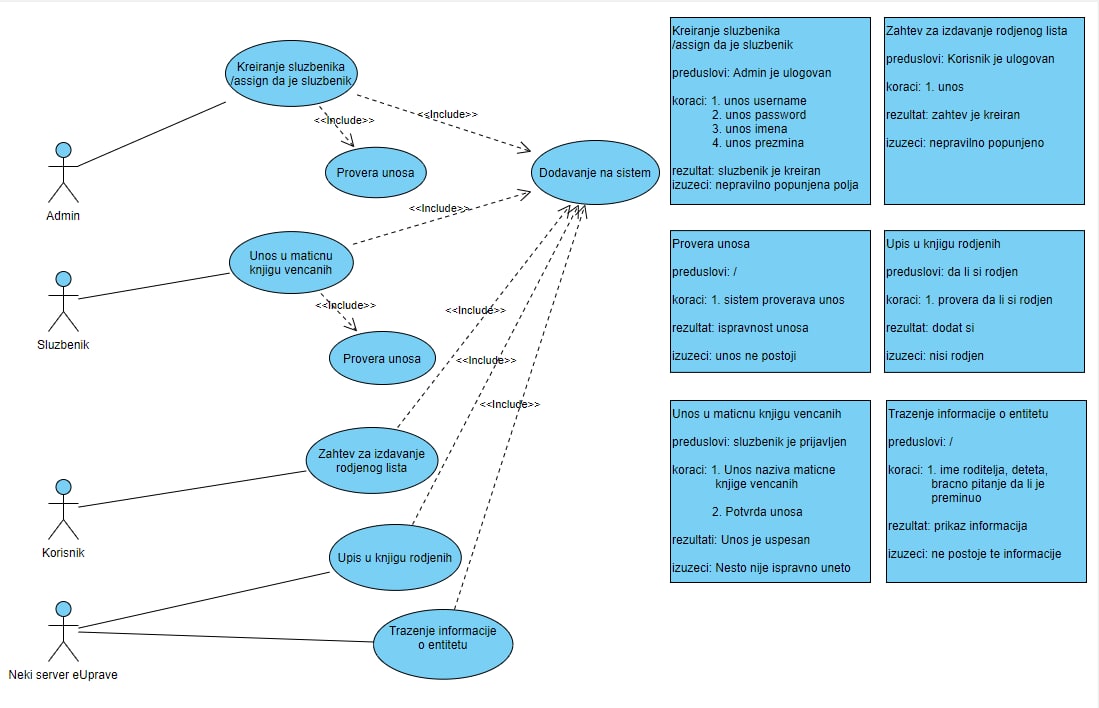 Kreiranje sluzbenika
/assign da je sluzbenik
<<Include>>
<<Include>>
Provera unosa
Dodavanje na sistem
Admin
<<Include>>
Unos u maticnu
knjigu vencanih
<<Include>>
Sluzbenik
Provera unosa
<<Include>>
<<Include>>
<<Include>>
Zahtev za izdavanje
rodjenog lista
Korisnik
Upis u knjigu rodjenih
Trazenje informacije
o entitetu
Neki server eUprave
Kreiranje sluzbenika
/assign da je sluzbenik
preduslovi: Admin je ulogovan
koraci: 1. unos username
2. unos password
3. unos imena
4. unos prezmina
rezultat: sluzbenik je kreiran
izuzeci: nepravilno popunjena polja
Zahtev za izdavanje rodjenog lista
preduslovi: Korisnik je ulogovan
koraci: 1. unos
rezultat: zahtev je kreiran
izuzeci: nepravilno popunjeno
Provera unosa
preduslovi: /
koraci: 1. sistem proverava unos
rezultat: ispravnost unosa
izuzeci: unos ne postoji
Upis u knjigu rodjenih
preduslovi: da li si rodjen
koraci: 1. provera da li si rodjen
rezultat: dodat si
izuzeci: nisi rodjen
Unos u maticnu knjigu vencanih
preduslovi: sluzbenik je prijavljen
koraci: 1. Unos naziva maticne
knjige vencanih
2. Potvrda unosa
rezultati: Unos je uspesan
izuzeci: Nesto nije ispravno uneto
Trazenje informacije o entitetu
preduslovi: /
koraci: 1. ime roditelja, deteta,
bracno pitanje da li je
preminuo
rezultat: prikaz informacija
izuzeci: ne postoje te informacije